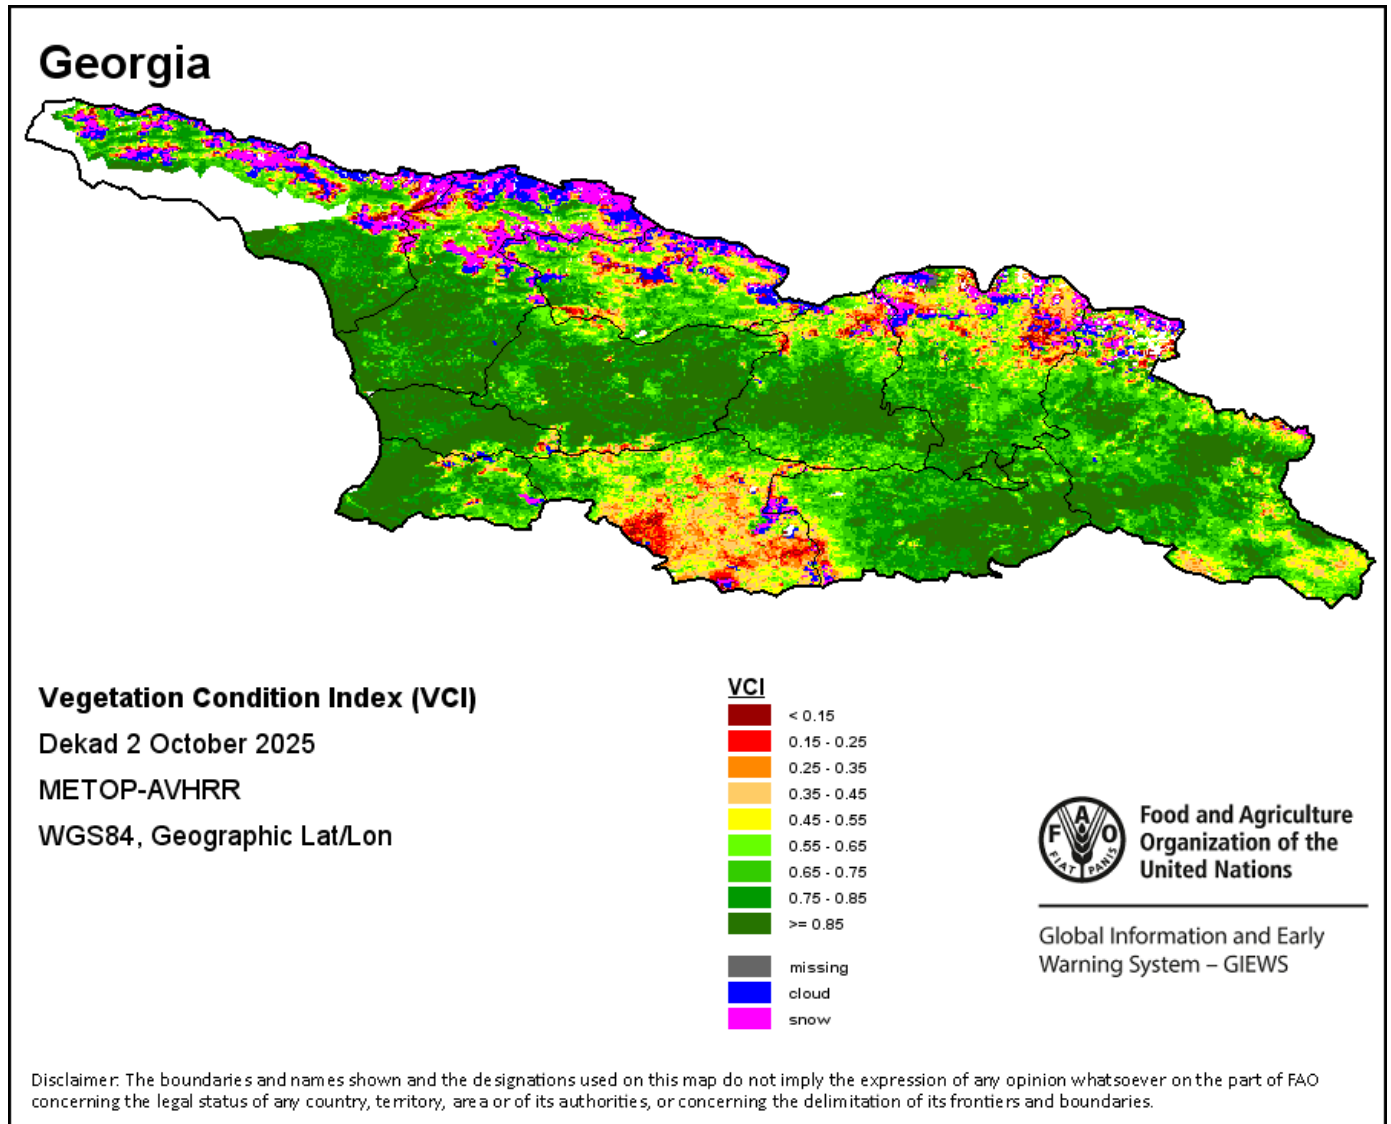 Georgia
Vegetation Condition Index (VCI)
Dekad 2 October 2025
METOP-AVHRR
WGS84, Geographic Lat/Lon
VCI
< 0.15
0.15 - 0.25
0.25 - 0.35
0.35 - 0.45
0.45 - 0.55
0.55 - 0.65
0.65 - 0.75
0.75 - 0.85
>= 0.85
missing
cloud
snow
F A O
FIAT PANIS
Food and Agriculture
Organization of the
United Nations
Global Information and Early
Warning System – GIEWS
Disclaimer: The boundaries and names shown and the designations used on this map do not imply the expression of any opinion whatsoever on the part of FAO
concerning the legal status of any country, territory, area or of its authorities, or concerning the delimitation of its frontiers and boundaries.